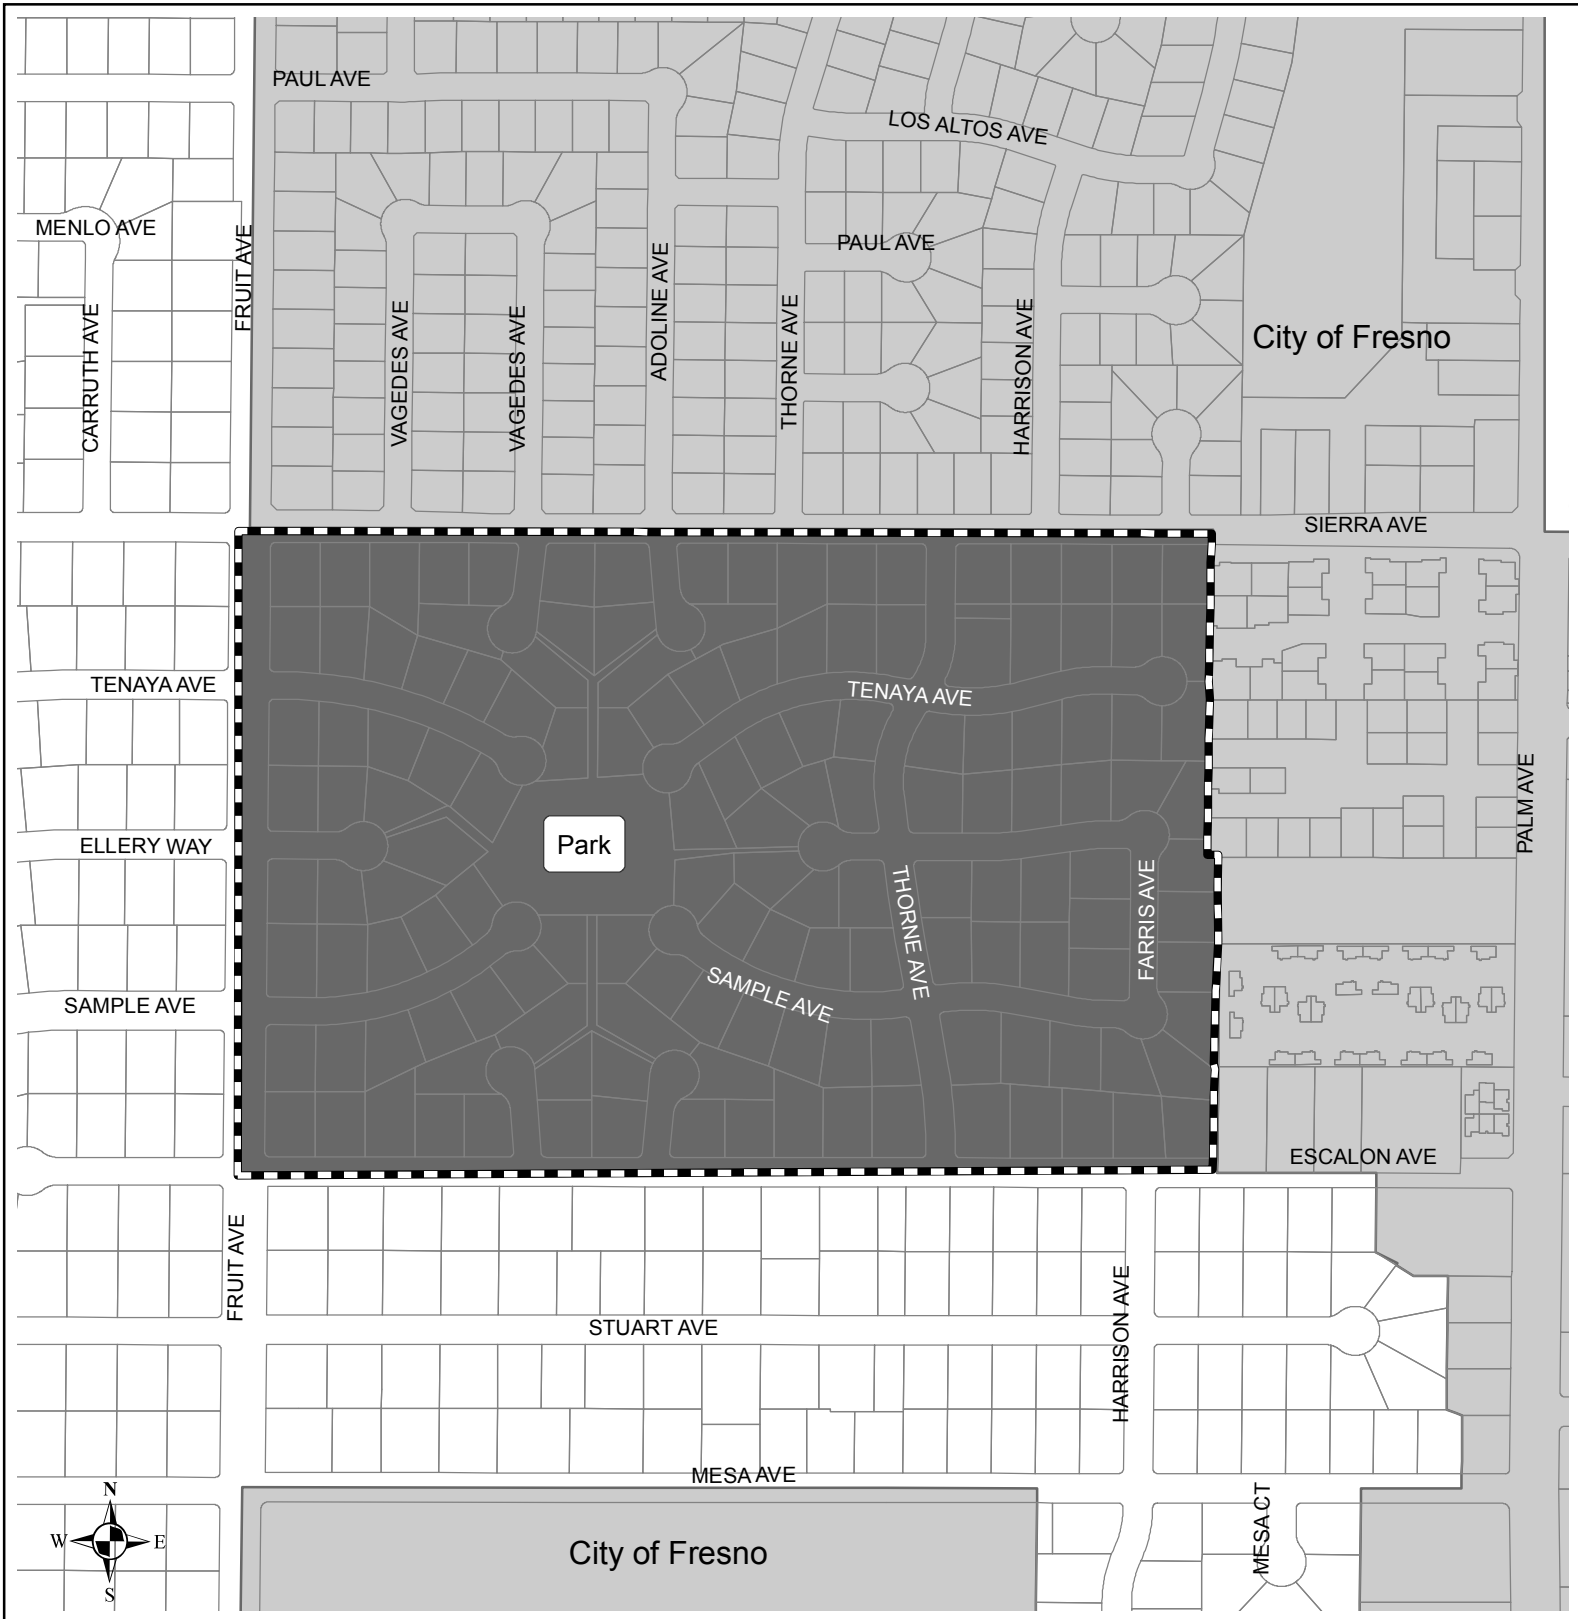 PAUL AVE
LOS ALTOS AVE
MENLO AVE
FRUIT AVE
PAUL AVE
ADOLINE AVE
CARRUTH AVE
VAGEDES AVE
VAGEDES AVE
THORNE AVE
HARRISON AVE
City of Fresno
SIERRA AVE
TENAYA AVE
TENAYA AVE
PALM AVE
ELLERY WAY
Park
THORNE AVE
FARRIS AVE
SAMPLE AVE
SAMPLE AVE
ESCALON AVE
FRUIT AVE
STUART AVE
HARRISON AVE
MESA AVE
MESA CT
N
W E
S
City of Fresno